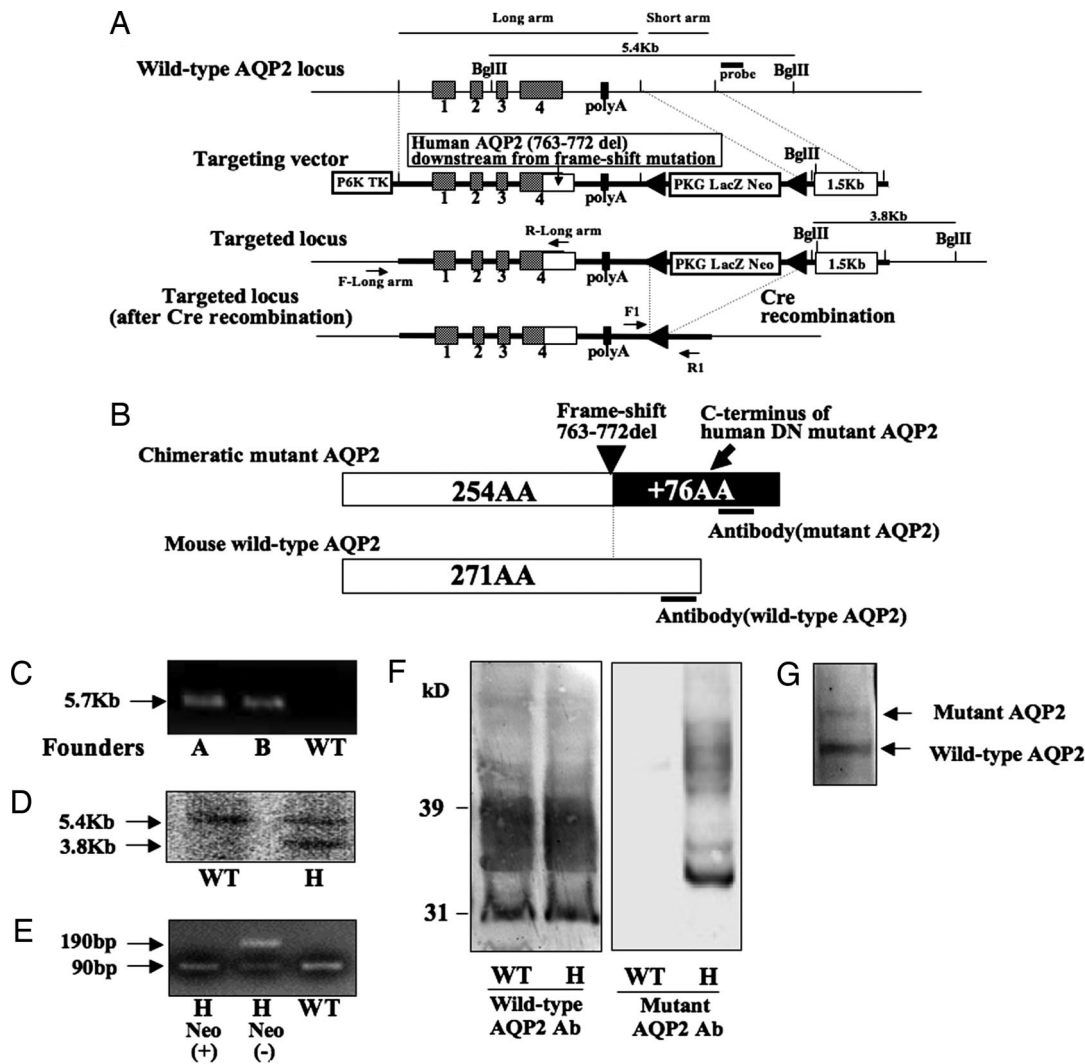 A
Long arm
Short arm
5.4Kb
Wild-type AQP2 locus
BglII
probe
BglII
1
2
3
4
polyA
Human AQP2 (763-772 del)
downstream from frame-shift mutation
Targeting vector
BglII
P6K TK
PKG LacZ Neo
1.5Kb
1
2
3
4
polyA
3.8Kb
R-Long arm
Targeted locus
BglII
BglII
PKG LacZ Neo
1.5Kb
F-Long arm
1
2
3
4
polyA
Targeted locus
(after Cre recombination)
Cre
recombination
F1
1
2
3
4
polyA
R1
B
Frame-shift
763-772del
C-terminus of
human DN mutant AQP2
Chimeratic mutant AQP2
254AA
+76AA
Antibody(mutant AQP2)
Mouse wild-type AQP2
271AA
Antibody(wild-type AQP2)
C
5.7Kb
Founders
A
B
WT
D
5.4Kb
3.8Kb
WT
H
E
190bp
90bp
H
H
WT
Neo
Neo
(+)
(-)
F
kD
39
31
WT
H
WT
H
Wild-type
AQP2 Ab
Mutant
AQP2 Ab
G
Mutant AQP2
Wild-type AQP2